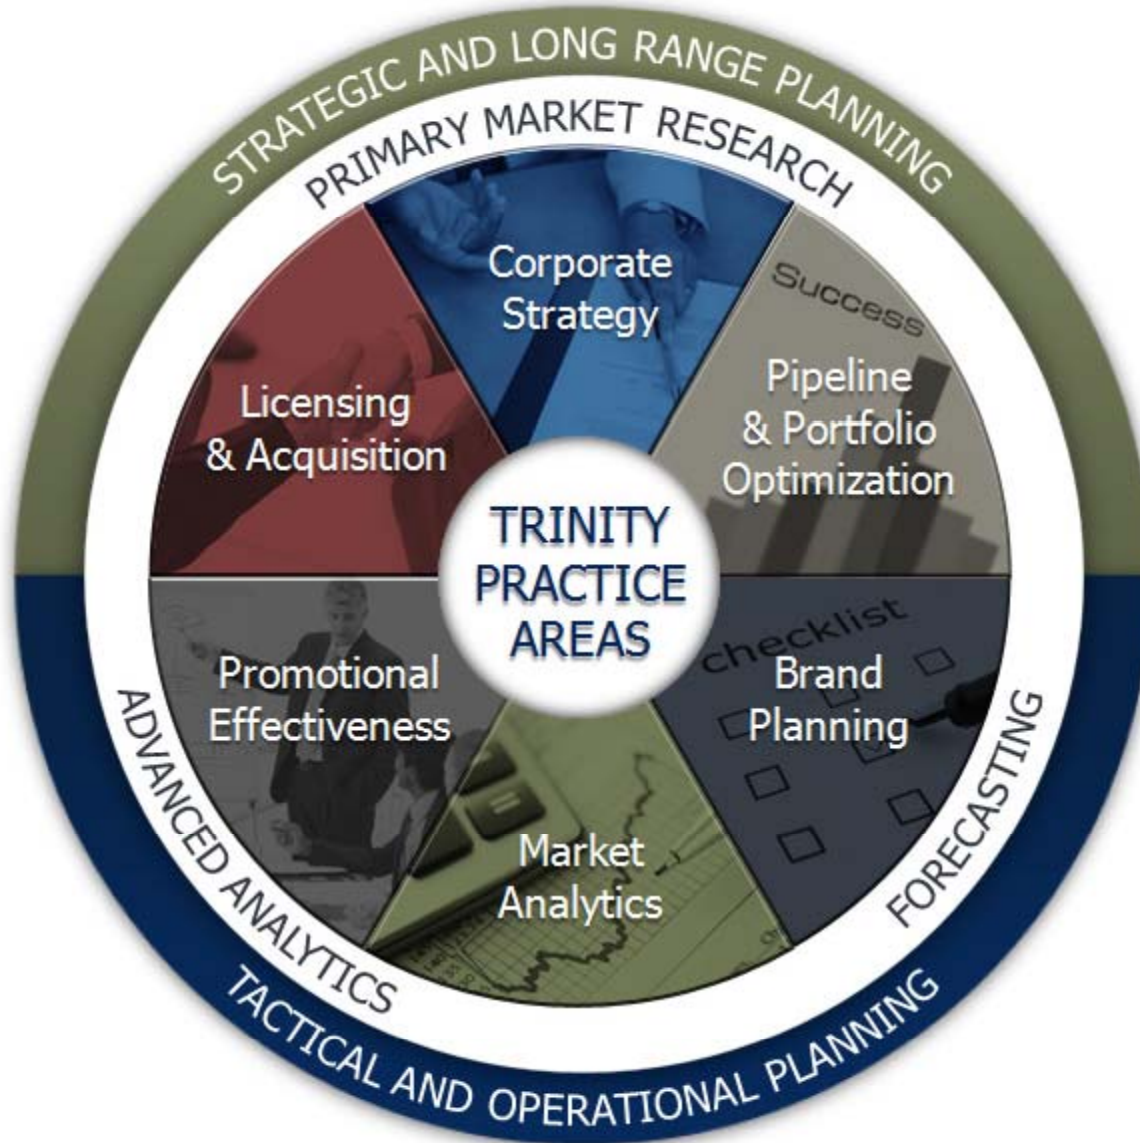 STRATEGIC AND LONG RANGE PLANNING
PRIMARY MARKET RESEARCH
Corporate
Strategy
Success
Pipeline
& Portfolio
Optimization
Licensing
& Acquisition
TRINITY
PRACTICE
AREAS
checklist
Brand
Planning
Promotional
Effectiveness
Market
Analytics
ADVANCED ANALYTICS
FORECASTING
TACTICAL AND OPERATIONAL PLANNING